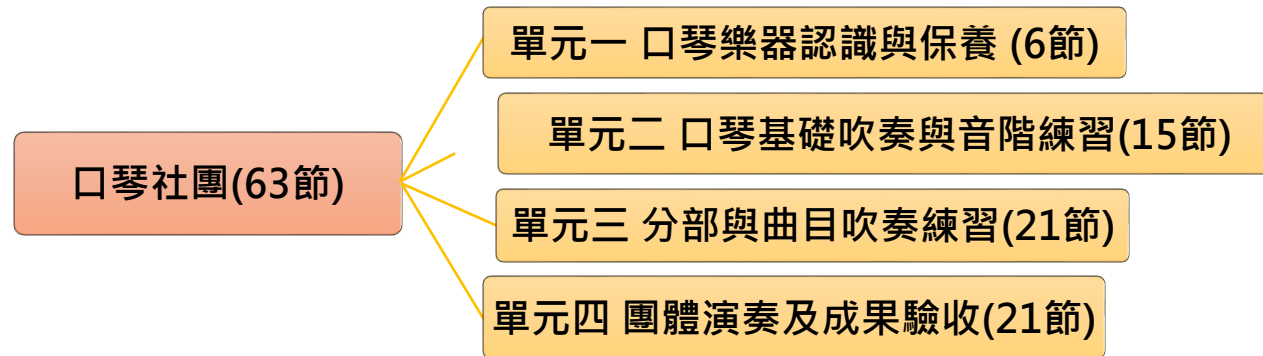 單元一 口琴樂器認識與保養 (6節)
單元二 口琴基礎吹奏與音階練習(15節)
口琴社團(63節)
單元三 分部與曲目吹奏練習(21節)
單元四 團體演奏及成果驗收(21節)